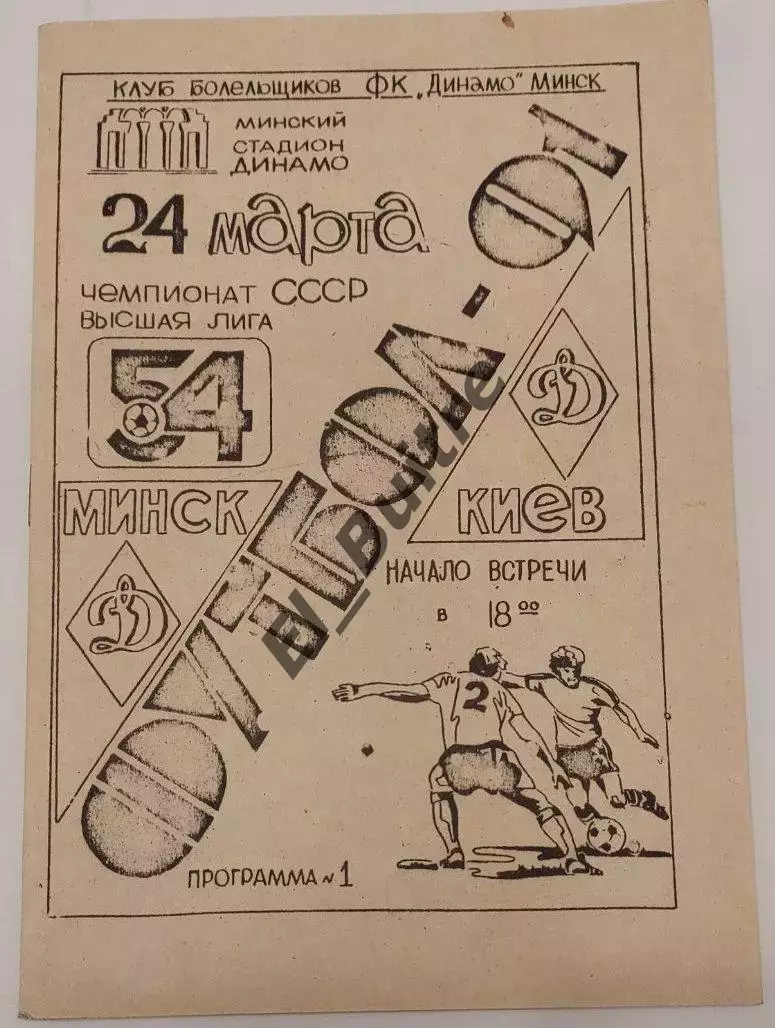 КЛУБ БОЛЕЛЬЩИКОВ ФК „ДИНАМО" МИНСК
МИНСКИЙ
СТАДИОН
ДИНАМО
24 марта
ЧЕМПИОНАТ СССР
ВЫСШАЯ ЛИГА
54
ФУТБОЛ-91
МИНСК
КИЕВ
Д
Д
НАЧАЛО ВСТРЕЧИ
В 18⁰⁰
2
ПРОГРАММА №1
El_Buitre